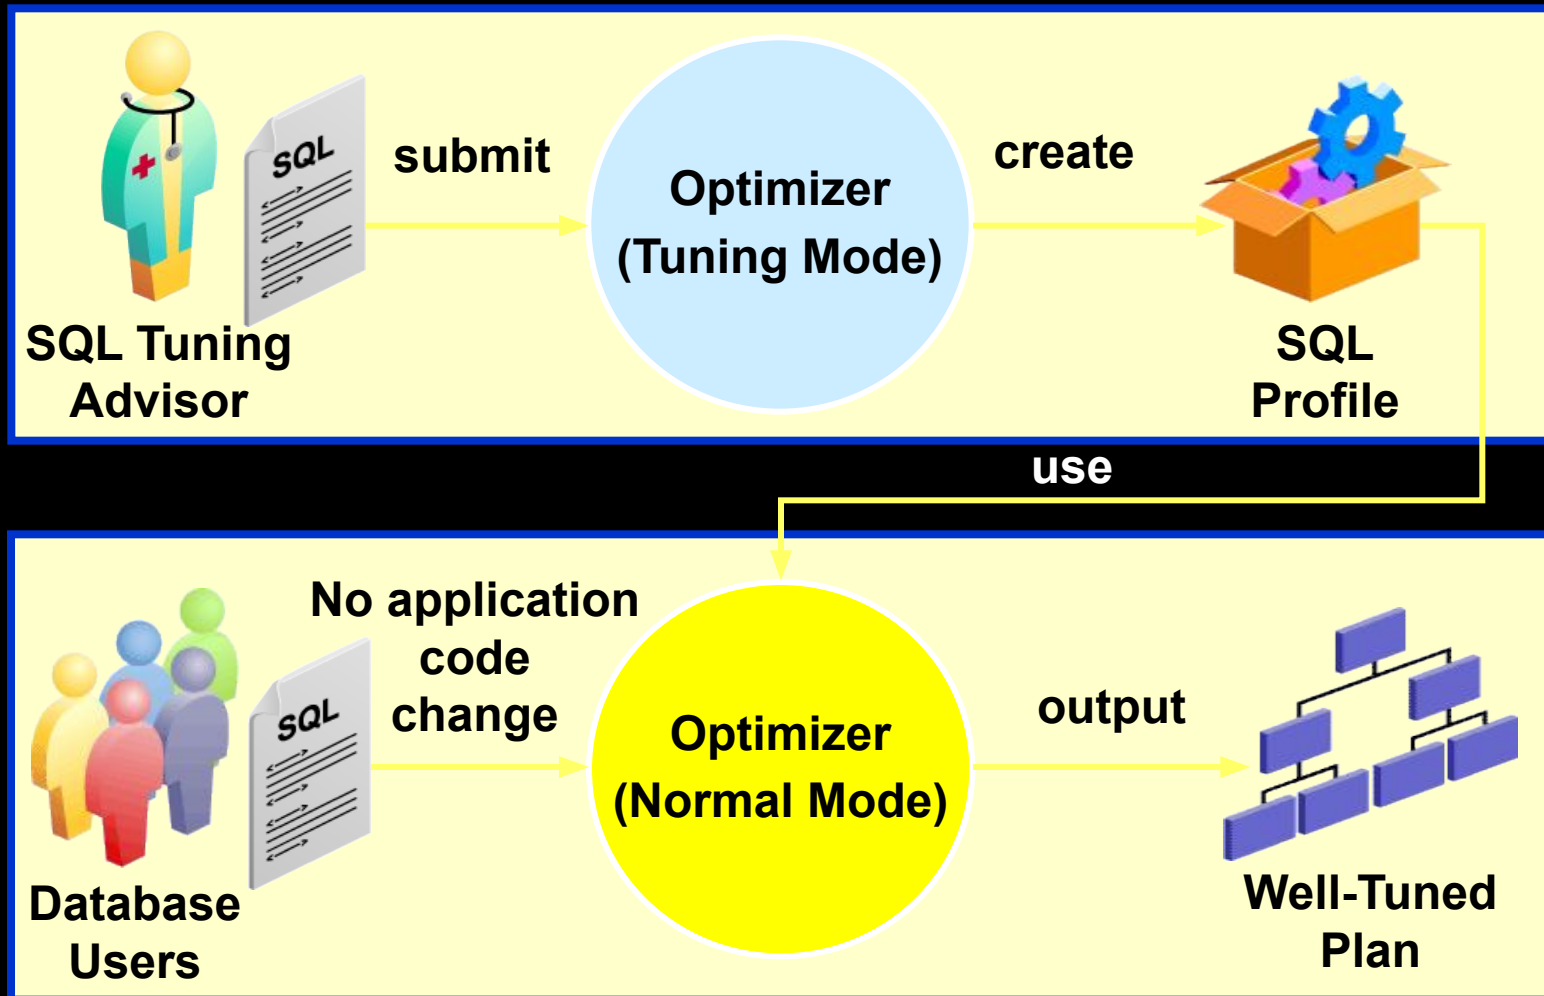 SQL
submit
Optimizer
(Tuning Mode)
create
SQL Tuning
Advisor
SQL
Profile
use
No application
code
change
SQL
Optimizer
(Normal Mode)
output
Database
Users
Well-Tuned
Plan